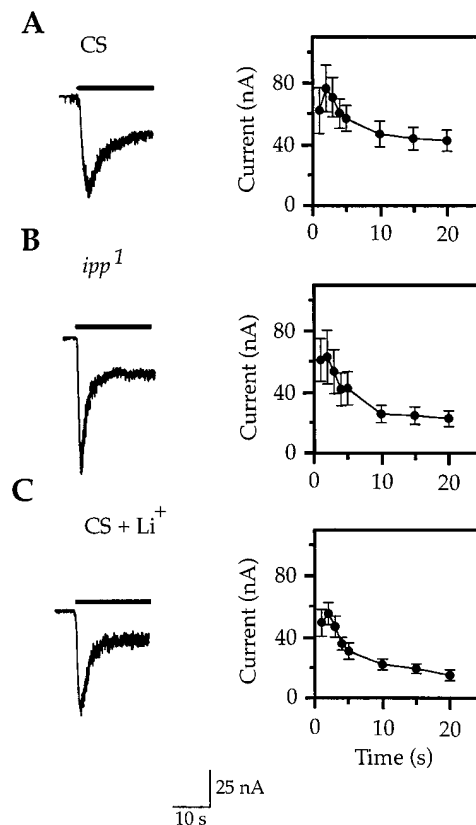 A
CS
Current (nA)
80
40
0
0 10 20
B
ipp¹
Current (nA)
80
40
0
0 10 20
C
CS + Li⁺
Current (nA)
80
40
0
0 10 20
Time (s)
25 nA
10 s